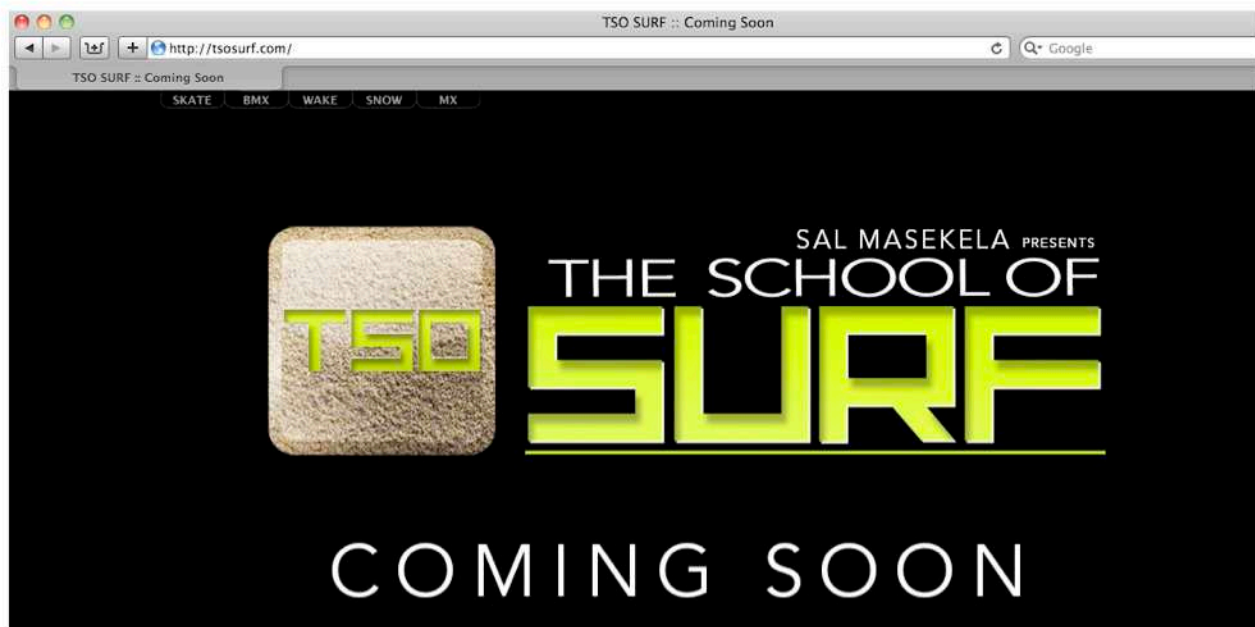 TSO SURF :: Coming Soon
http://tsosurf.com/
Google
TSO SURF :: Coming Soon
SKATE BMX WAKE SNOW MX
SAL MASEKELA PRESENTS
THE SCHOOL OF
TSO
SURF
COMING SOON